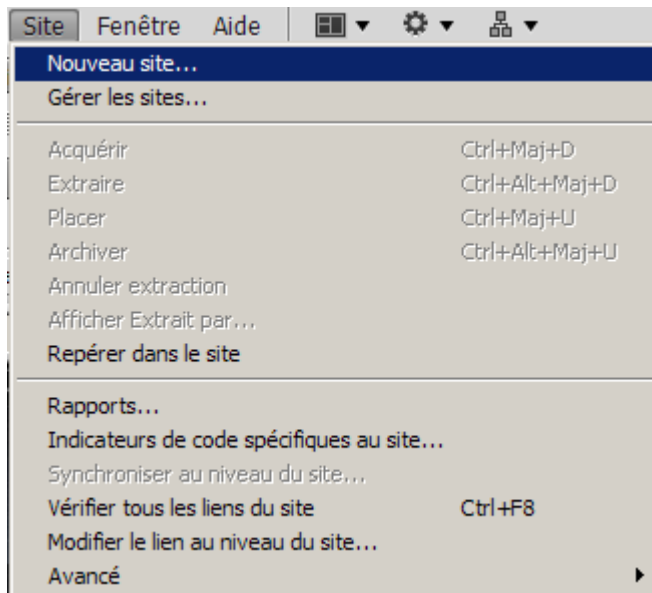 Site Fenêtre Aide
Nouveau site...
Gérer les sites...
Acquérir Ctrl+Maj+D
Extraire Ctrl+Alt+Maj+D
Placer Ctrl+Maj+U
Archiver Ctrl+Alt+Maj+U
Annuler extraction
Afficher Extrait par...
Repérer dans le site
Rapports...
Indicateurs de code spécifiques au site...
Synchroniser au niveau du site...
Vérifier tous les liens du site Ctrl+F8
Modifier le lien au niveau du site...
Avancé